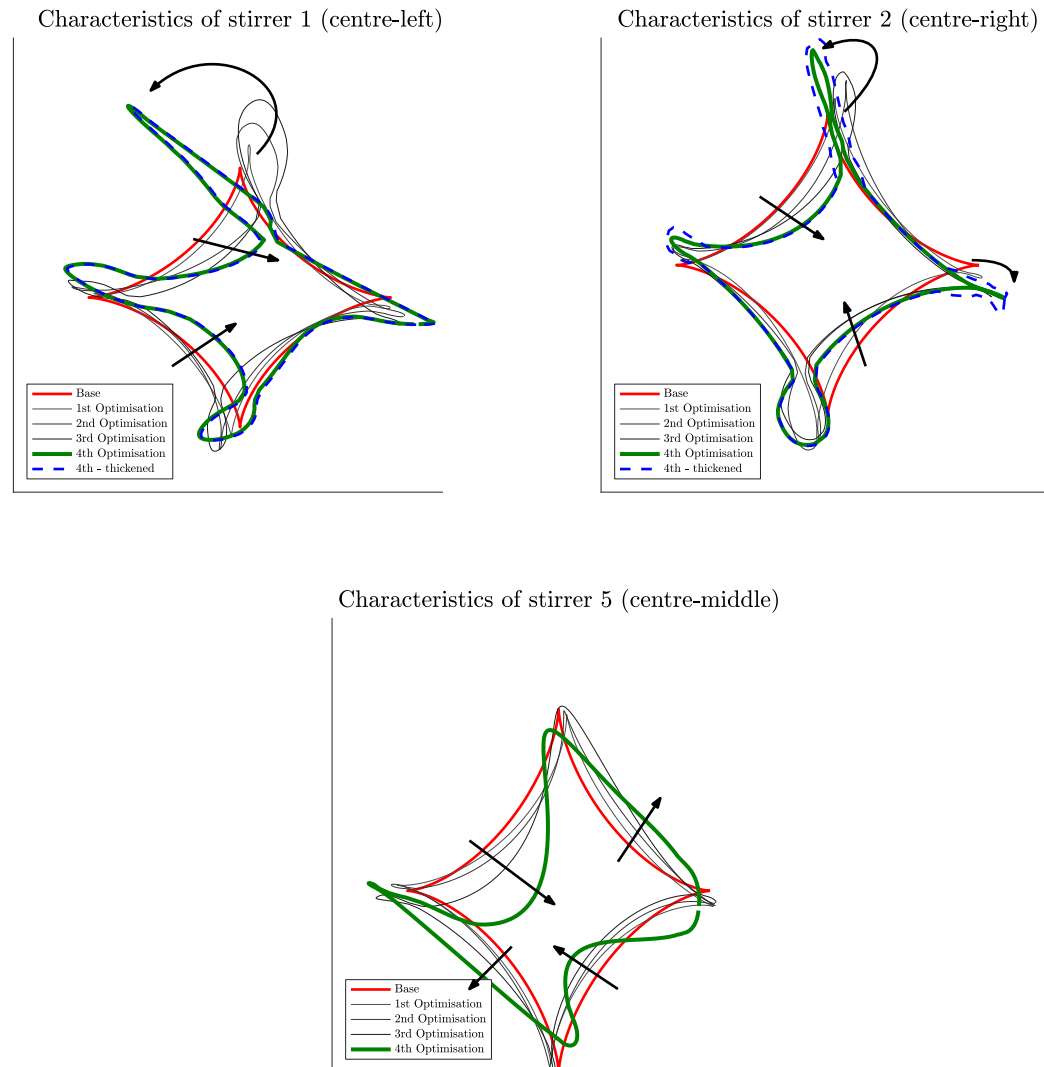 Characteristics of stirrer 1 (centre-left)
Base
1st Optimisation
2nd Optimisation
3rd Optimisation
4th Optimisation
4th - thickened
Characteristics of stirrer 2 (centre-right)
Base
1st Optimisation
2nd Optimisation
3rd Optimisation
4th Optimisation
4th - thickened
Characteristics of stirrer 5 (centre-middle)
Base
1st Optimisation
2nd Optimisation
3rd Optimisation
4th Optimisation